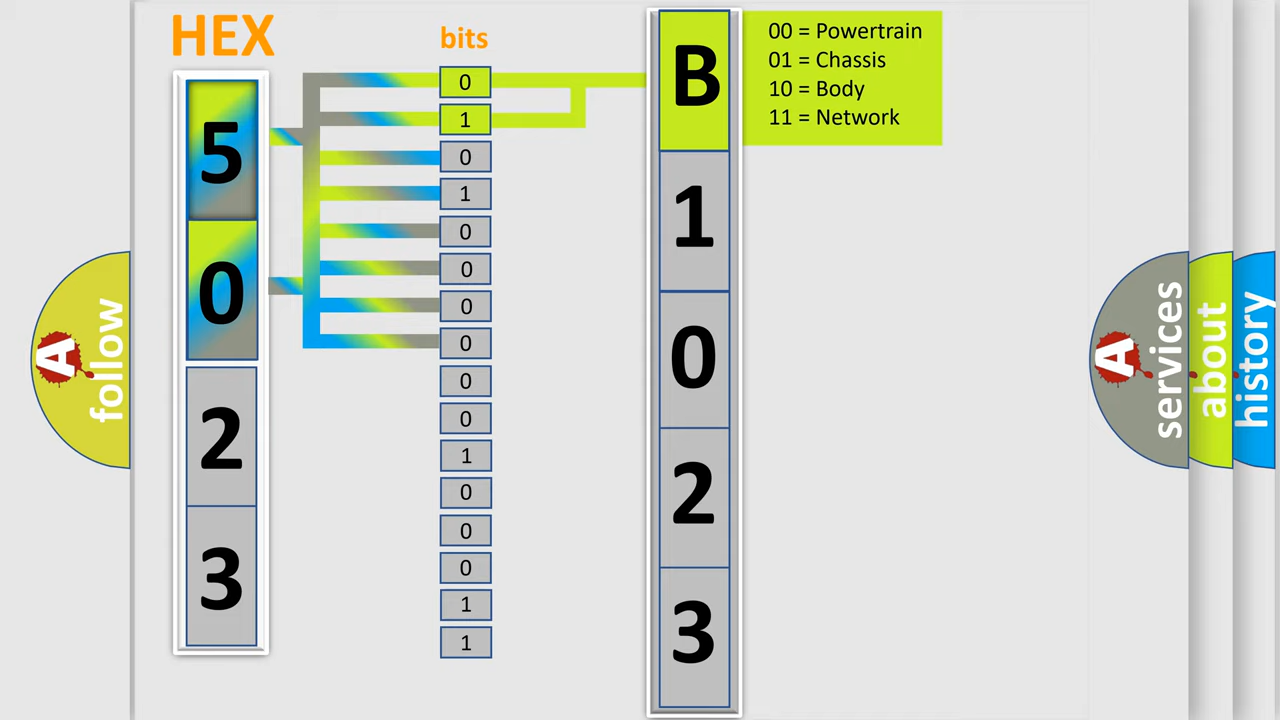 HEX
bits
5
0
2
3
0
1
0
1
0
0
0
0
0
0
1
0
0
0
1
1
B
1
0
2
3
00 = Powertrain
01 = Chassis
10 = Body
11 = Network
A
follow
A
services
about
history